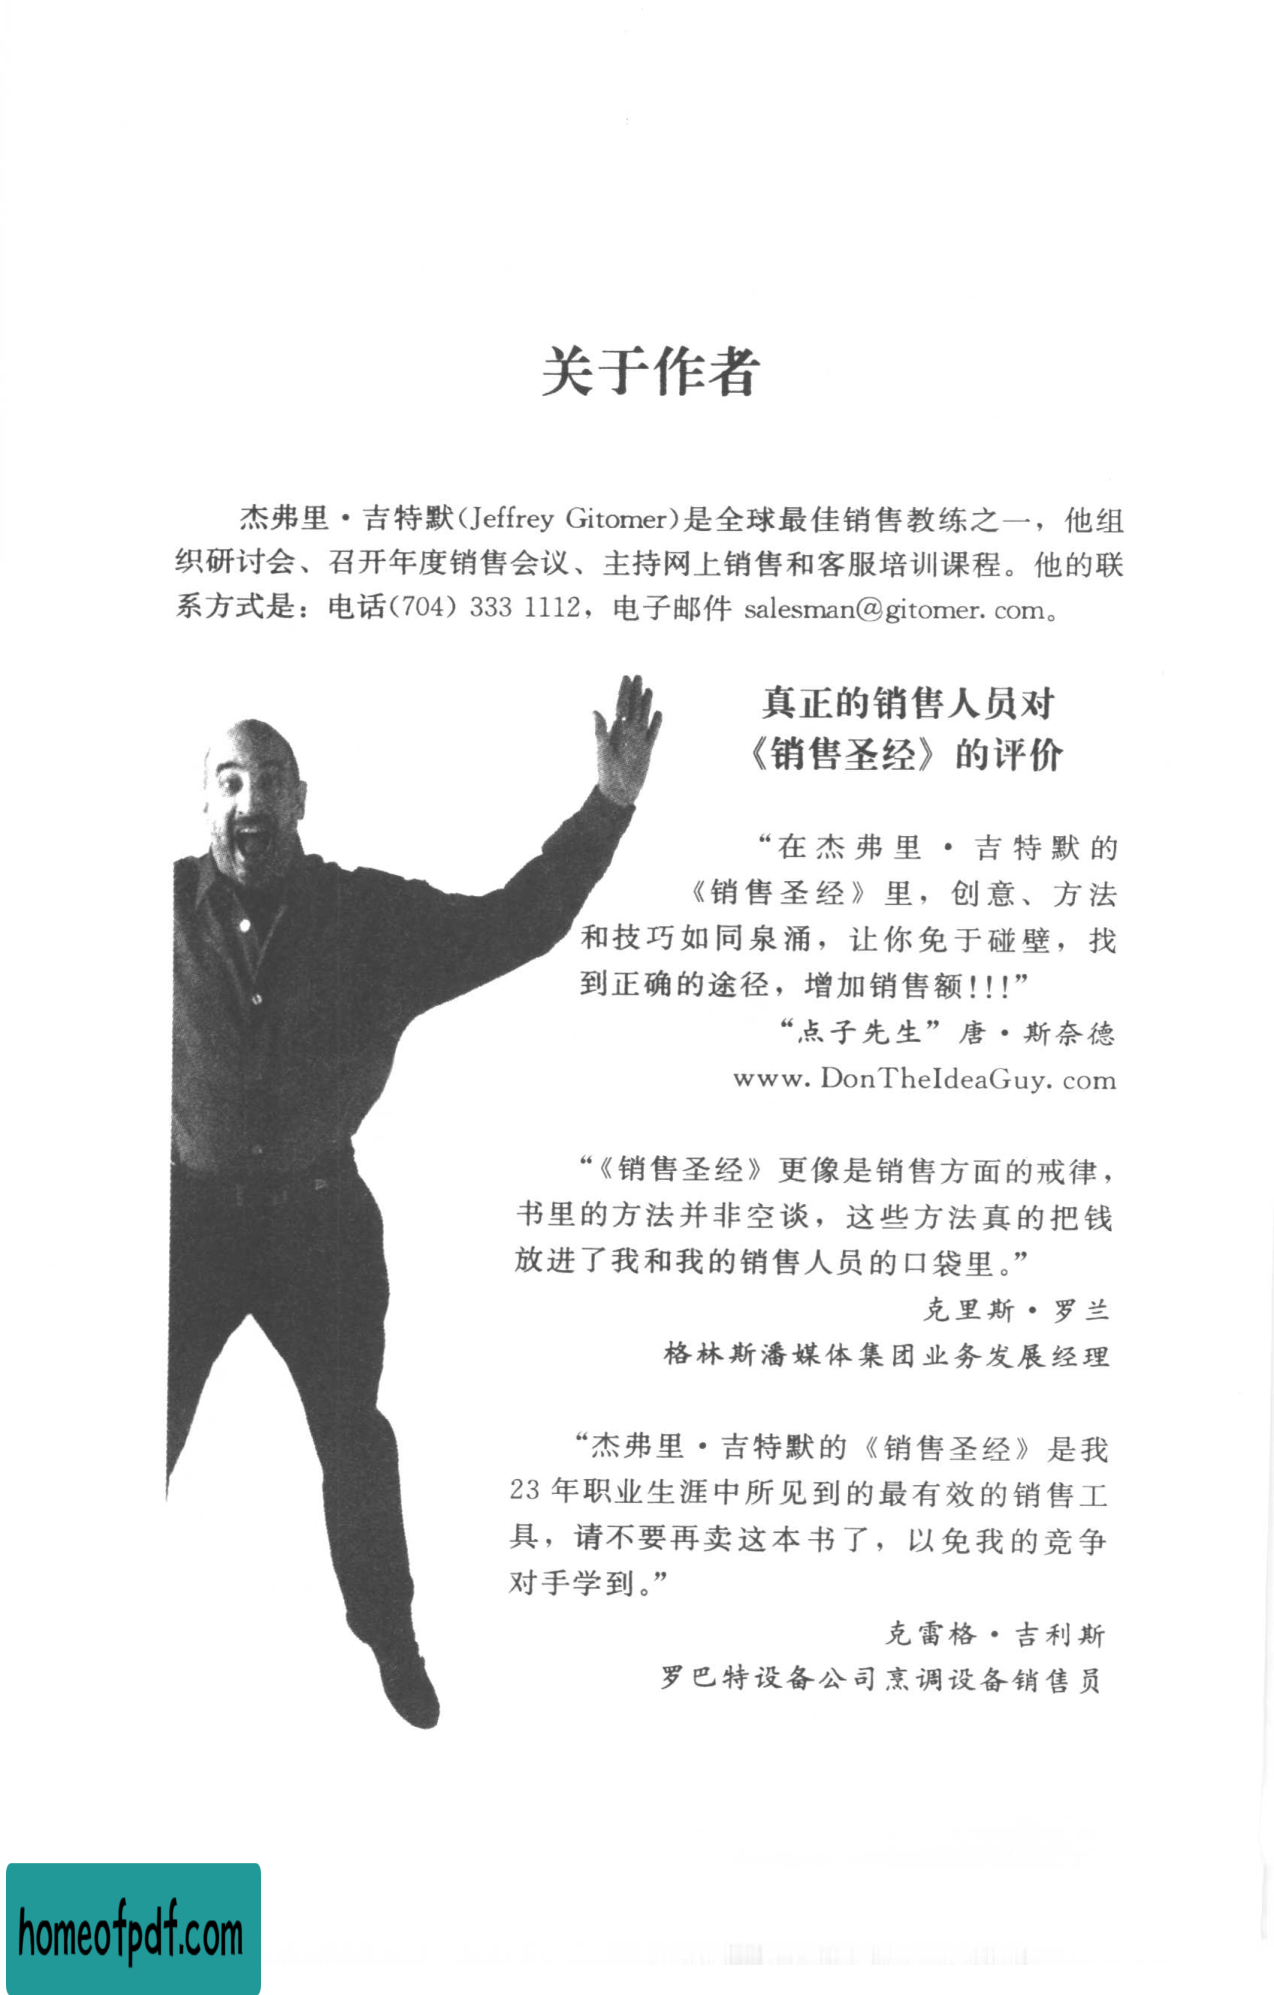 关于作者
杰弗里·吉特默(Jeffrey Gitomer)是全球最佳销售教练之一，他组
织研讨会、召开年度销售会议、主持网上销售和客服培训课程。他的联
系方式是：电话(704) 333 1112，电子邮件 salesman@gitomer.com。
真正的销售人员对
《销售圣经》的评价
“在杰弗里·吉特默的
《销售圣经》里，创意、方法
和技巧如同泉涌，让你免于碰壁，找
到正确的途径，增加销售额!!!”
“点子先生”唐·斯奈德
www.DonTheIdeaGuy.com
“《销售圣经》更像是销售方面的戒律，
书里的方法并非空谈，这些方法真的把钱
放进了我和我的销售人员的口袋里。”
克里斯·罗兰
格林斯潘媒体集团业务发展经理
“杰弗里·吉特默的《销售圣经》是我
23 年职业生涯中所见到的最有效的销售工
具，请不要再卖这本书了，以免我的竞争
对手学到。”
克雷格·吉利斯
罗巴特设备公司烹调设备销售员
homeofpdf.com